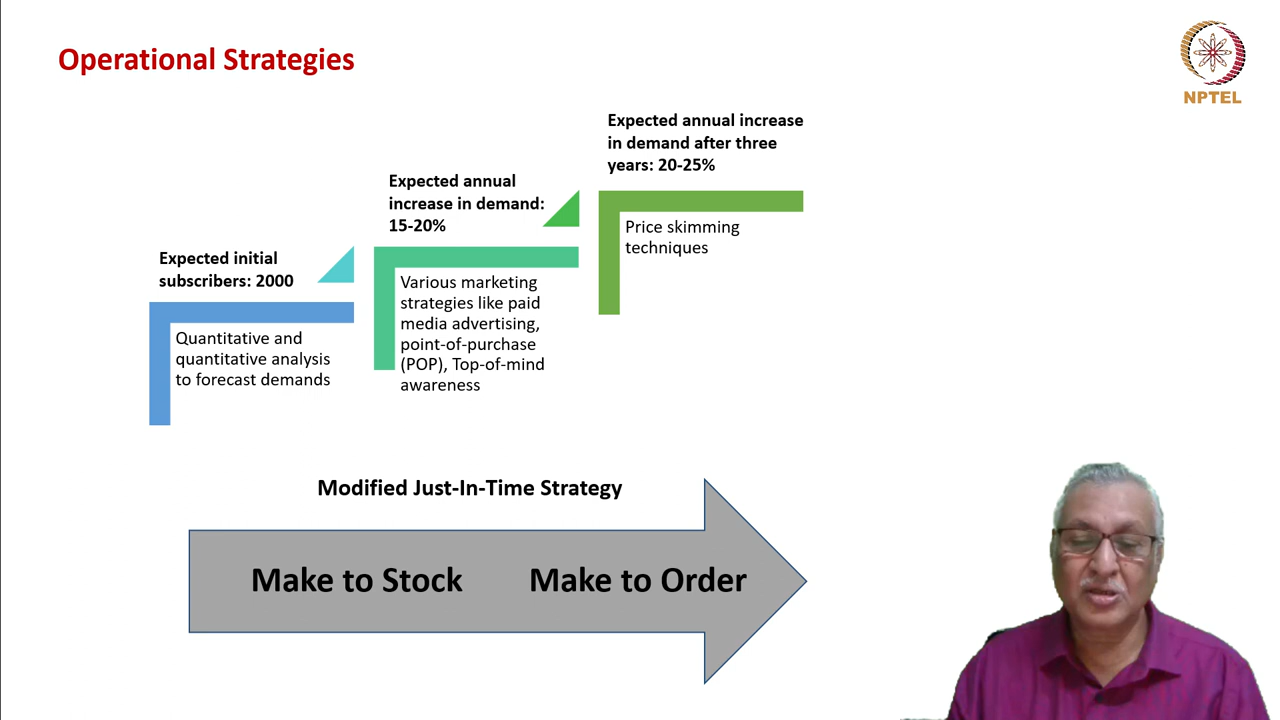 Operational Strategies
NPTEL
Expected initial
subscribers: 2000
Quantitative and
quantitative analysis
to forecast demands
Expected annual
increase in demand:
15-20%
Various marketing
strategies like paid
media advertising,
point-of-purchase
(POP), Top-of-mind
awareness
Expected annual increase
in demand after three
years: 20-25%
Price skimming
techniques
Modified Just-In-Time Strategy
Make to Stock Make to Order